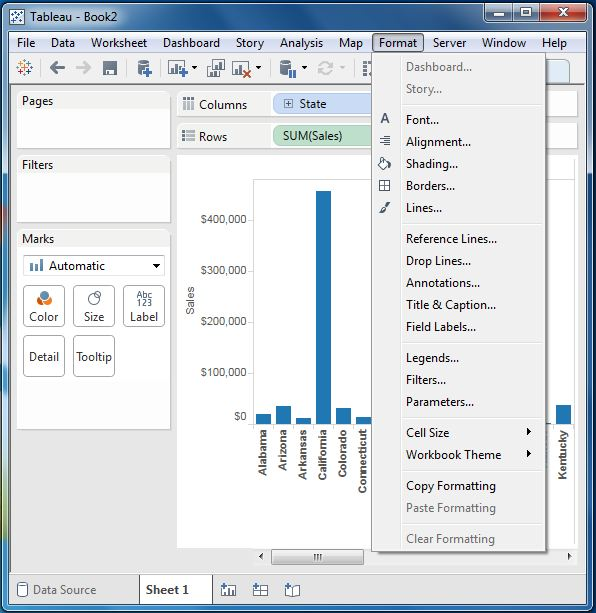 Tableau - Book2
File Data Worksheet Dashboard Story Analysis Map Format Server Window Help
Pages
Filters
Marks
Automatic
Color Size Abc 123 Label
Detail Tooltip
Columns State
Rows SUM(Sales)
Sales
$400,000
$300,000
$200,000
$100,000
$0
Alabama
Arizona
Arkansas
California
Colorado
Connecticut
Kentucky
Dashboard...
Story...
A Font...
Alignment...
Shading...
Borders...
Lines...
Reference Lines...
Drop Lines...
Annotations...
Title & Caption...
Field Labels...
Legends...
Filters...
Parameters...
Cell Size
Workbook Theme
Copy Formatting
Paste Formatting
Clear Formatting
Data Source Sheet 1